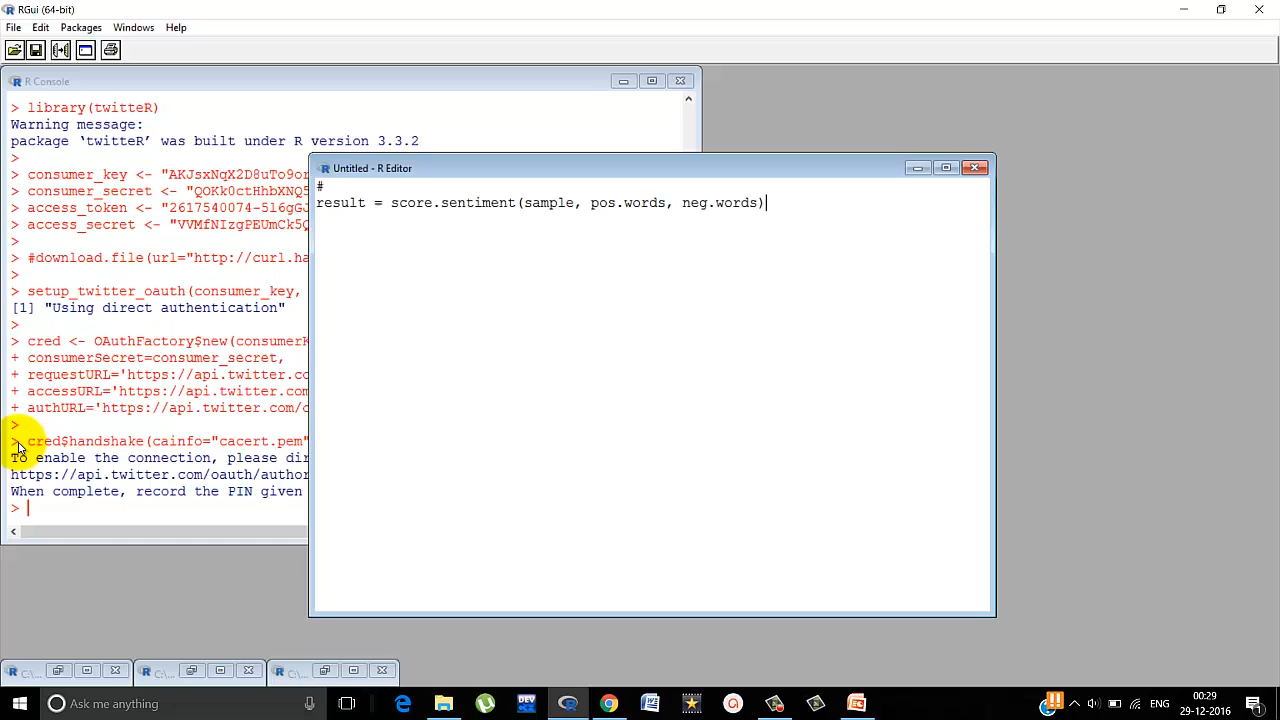 RGui (64-bit)
File Edit Packages Windows Help
R Console
> library(twitteR)
Warning message:
package ‘twitteR’ was built under R version 3.3.2
>
> consumer_key <-
> consumer_secret <-
> access_token <-
> access_secret <-
>
> #download.file(url="http://curl.ha
>
> setup_twitter_oauth(consumer_key,
[1] "Using direct authentication"
>
> cred <- OAuthFactory$new(consumerK
+ consumerSecret=consumer_secret,
+ requestURL='https://api.twitter.co
+ accessURL='https://api.twitter.com
+ authURL='https://api.twitter.com/o
>
> cred$handshake(cainfo="cacert.pem"
To enable the connection, please dir
https://api.twitter.com/oauth/author
When complete, record the PIN given
>
Untitled - R Editor
#
result = score.sentiment(sample, pos.words, neg.words)
C:\... C:\... C:\...
Ask me anything
ENG
00:29
29-12-2016
1